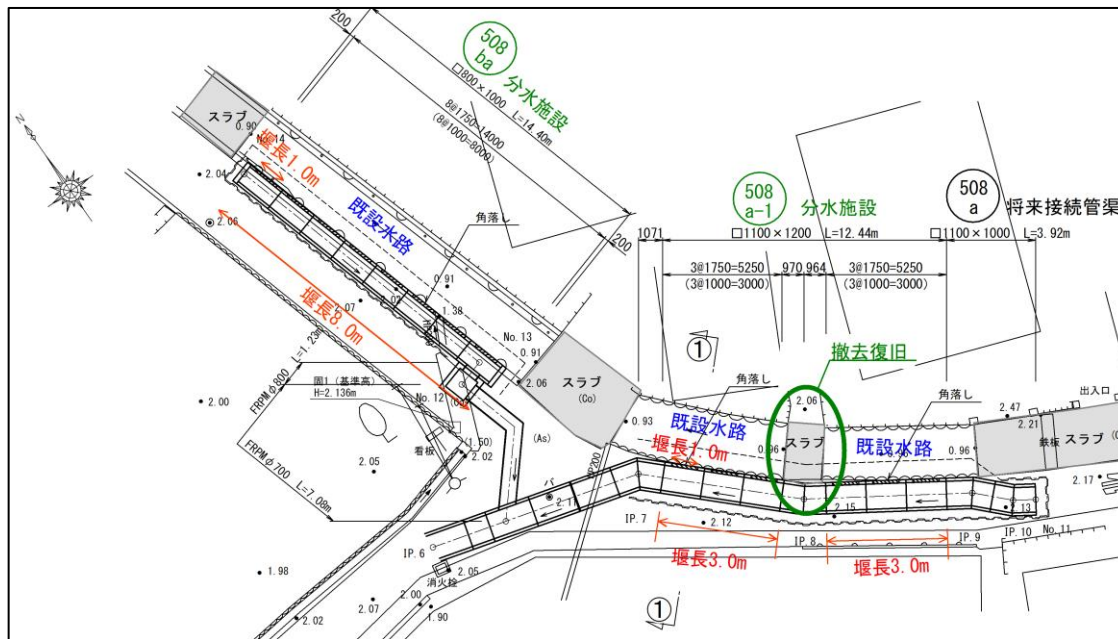 200
508
ba
分水施設
□800×1000 L=14.40m
8@1750=14000
(8@1000=8000)
200
スラブ
0.90
No.14
堰長1.0m
2.04
2.06
既設水路
角落し
0.91
2.07
1.38
堰長8.0m
No.13
0.91
2.06
スラブ
(Co)
FRPMφ800 L=1.23m
固1(基準高)
H=2.136m
No.12
2.00
(1.50)
2.02
看板
2.05
(As)
FRPMφ700 L=7.08m
508
a-1
分水施設
508
a
将来接続管渠
1071
□1100×1200 L=12.44m
□1100×1000 L=3.92m
3@1750=5250
970
964
3@1750=5250
(3@1000=3000)
(3@1000=3000)
①
撤去復旧
角落し
2.06
角落し
出入口
2.47
2.21
0.93
既設水路
0.96
スラブ
既設水路
0.96
鉄板
スラブ
堰長1.0m
2.17
IP.7
2.12
IP.8
2.15
IP.9
IP.10
No.11
堰長3.0m
堰長3.0m
IP.6
消火栓
2.05
1.98
2.00
2.07
1.90
2.02
①